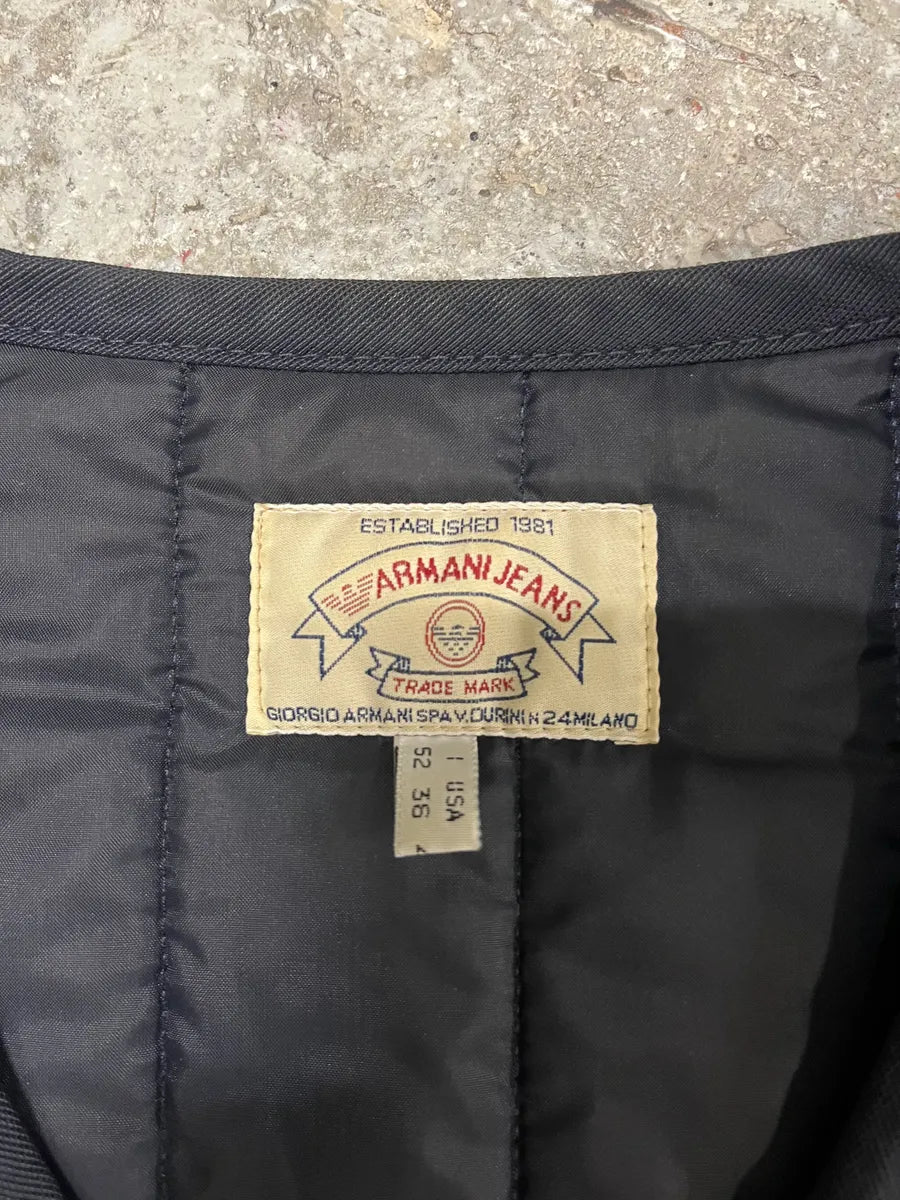 ESTABLISHED 1981
ARMANI JEANS
TRADE MARK
GIORGIO ARMANI SPA V. DURINI N 24 MILANO
I USA
52 36